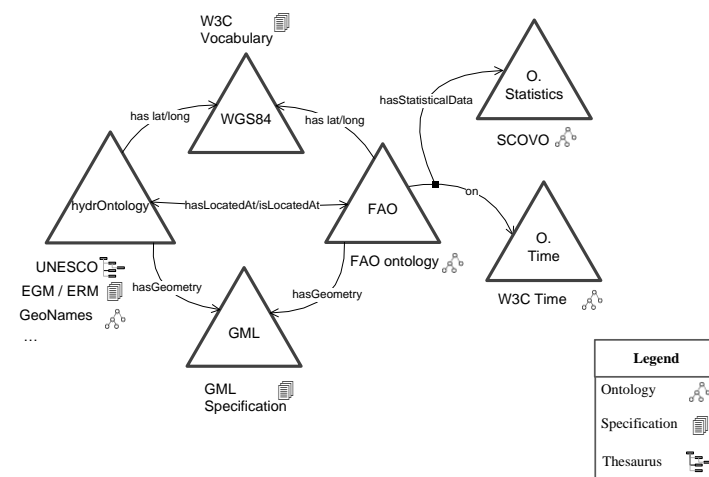 W3C
Vocabulary
WGS84
has lat/long
has lat/long
hasStatisticalData
O.
Statistics
SCOVO
hydrOntology
hasLocatedAt/isLocatedAt
FAO
on
FAO ontology
O.
Time
W3C Time
UNESCO
EGM / ERM
GeoNames
...
hasGeometry
hasGeometry
GML
GML
Specification
Legend
Ontology
Specification
Thesaurus